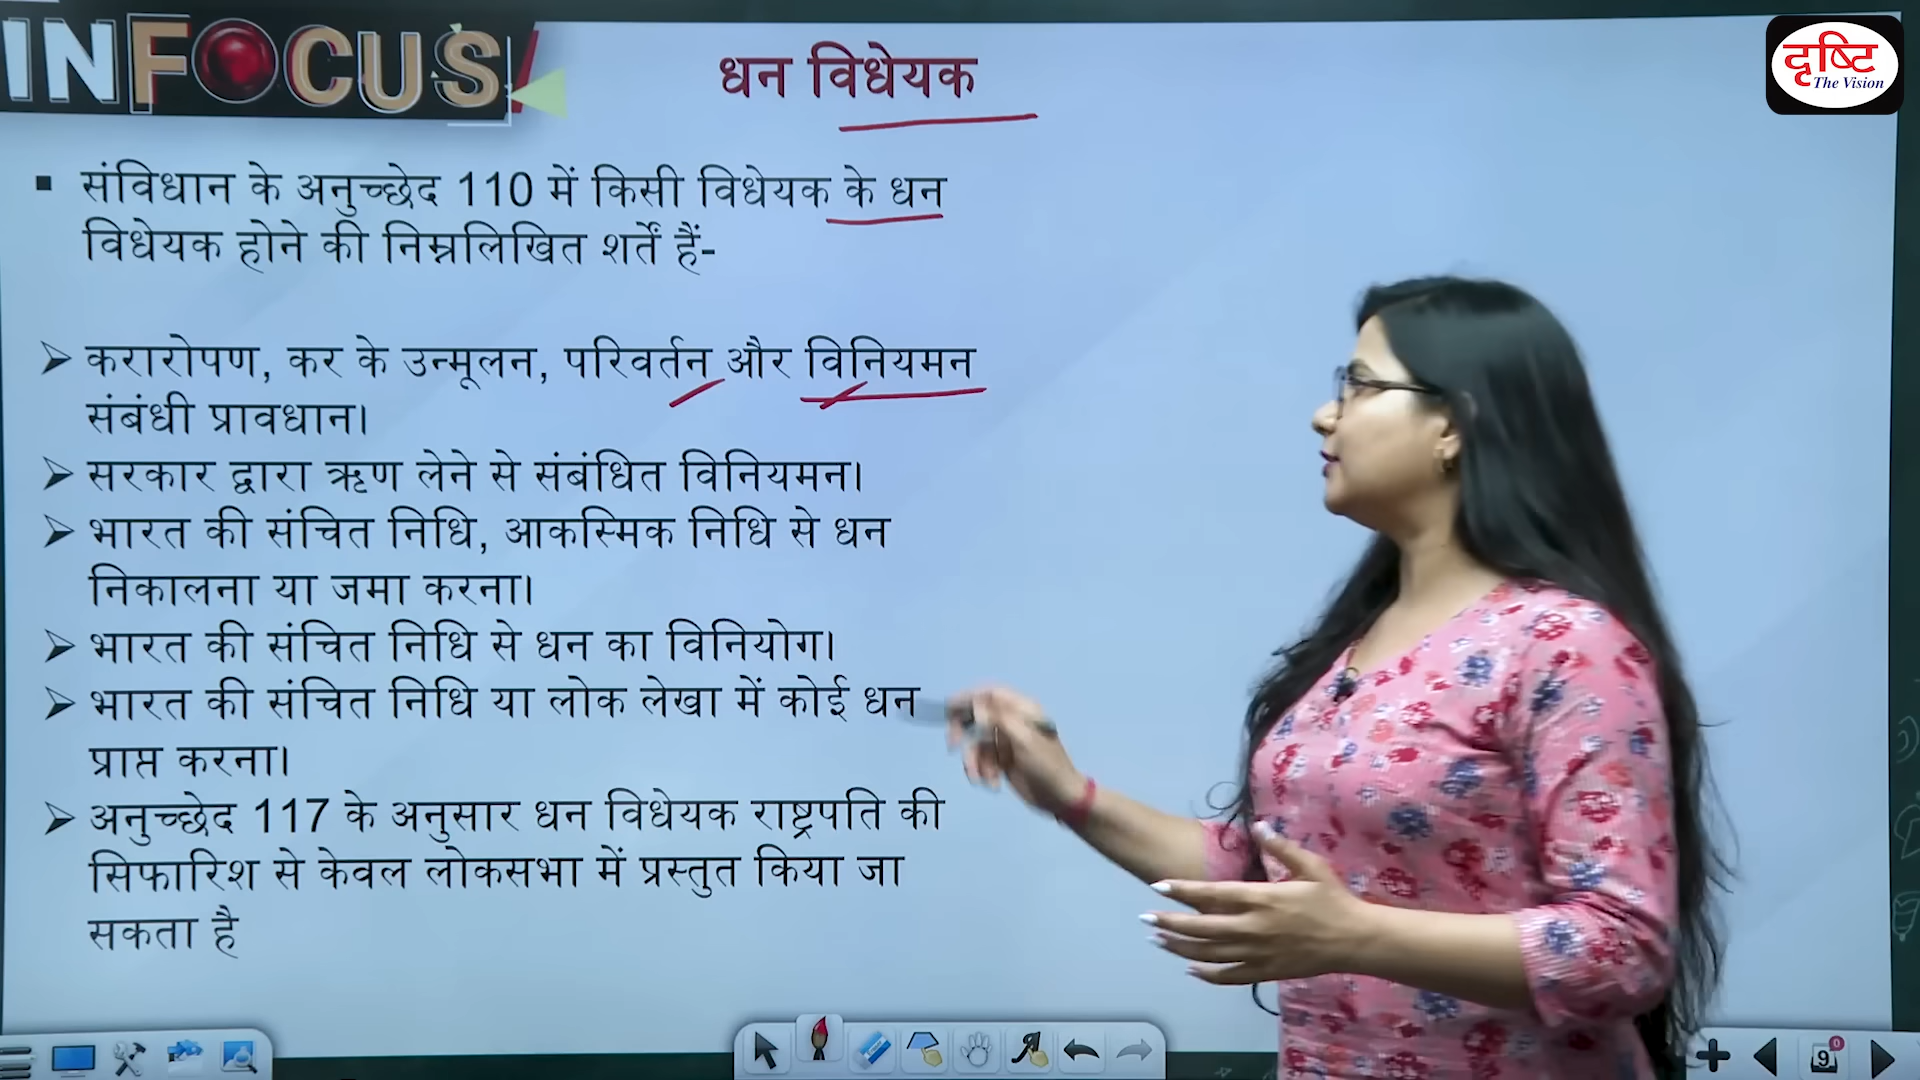 INFOCUS
धन विधेयक
दृष्टि
The Vision
▪ संविधान के अनुच्छेद 110 में किसी विधेयक के धन
विधेयक होने की निम्नलिखित शर्तें हैं-
➢ करारोपण, कर के उन्मूलन, परिवर्तन और विनियमन
संबंधी प्रावधान।
➢ सरकार द्वारा ऋण लेने से संबंधित विनियमन।
➢ भारत की संचित निधि, आकस्मिक निधि से धन
निकालना या जमा करना।
➢ भारत की संचित निधि से धन का विनियोग।
➢ भारत की संचित निधि या लोक लेखा में कोई धन
प्राप्त करना।
➢ अनुच्छेद 117 के अनुसार धन विधेयक राष्ट्रपति की
सिफारिश से केवल लोकसभा में प्रस्तुत किया जा
सकता है
9
0